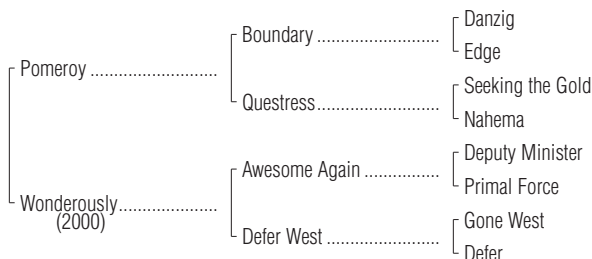 Danzig
Boundary ..........................
Edge
Pomeroy .......................
Seeking the Gold
Questress..........................
Nahema
Deputy Minister
Awesome Again ................
Primal Force
Wonderously..................
(2000)
Gone West
Defer West ........................
Defer